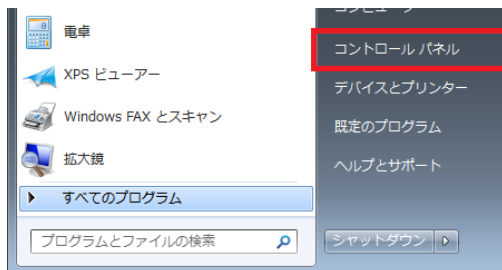 電卓
XPS ビューアー
Windows FAX とスキャン
拡大鏡
すべてのプログラム
プログラムとファイルの検索
コントロール パネル
デバイスとプリンター
既定のプログラム
ヘルプとサポート
シャットダウン